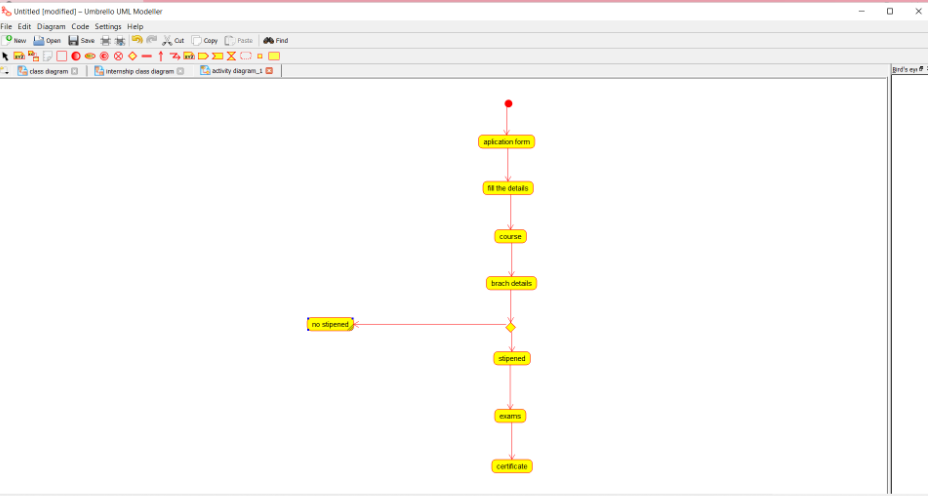 Untitled [modified] – Umbrello UML Modeller
File Edit Diagram Code Settings Help
New Open Save Cut Copy Paste Find
class diagram internship class diagram activity diagram_1
Bird's eye
aplication form
fill the details
course
brach details
no stipened
stipened
exams
certificate